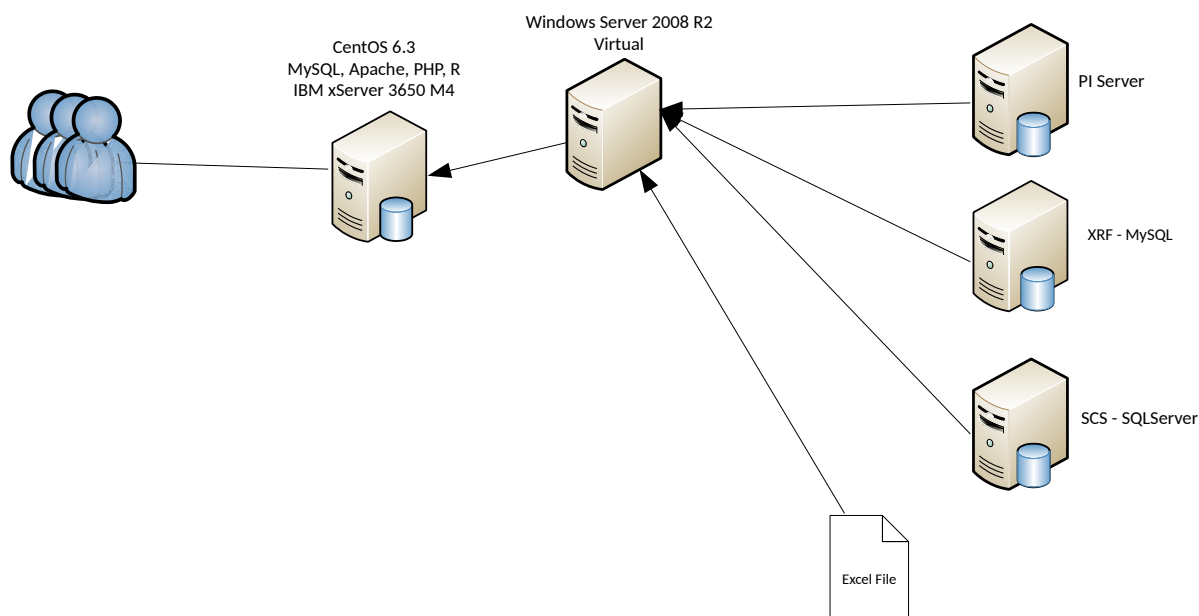 Windows Server 2008 R2
Virtual
CentOS 6.3
MySQL, Apache, PHP, R
IBM xServer 3650 M4
PI Server
XRF - MySQL
SCS - SQLServer
Excel File